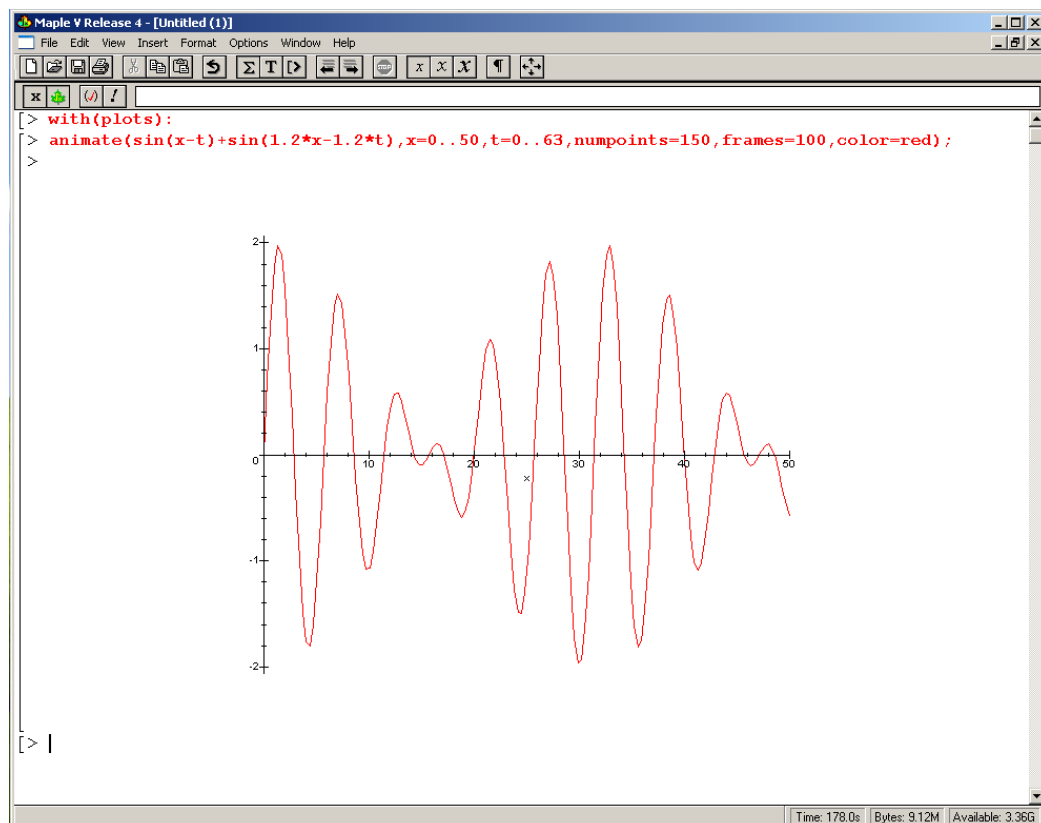 Maple V Release 4 - [Untitled (1)]
File Edit View Insert Format Options Window Help
Σ T [>
STOP
x x x ¶
x (√) !
[> with(plots):
[> animate(sin(x-t)+sin(1.2*x-1.2*t),x=0..50,t=0..63,numpoints=150,frames=100,color=red);
>
2
1
0 10 20 30 40 50
x
-1
-2
[>
Time: 178.0s Bytes: 9.12M Available: 3.36G